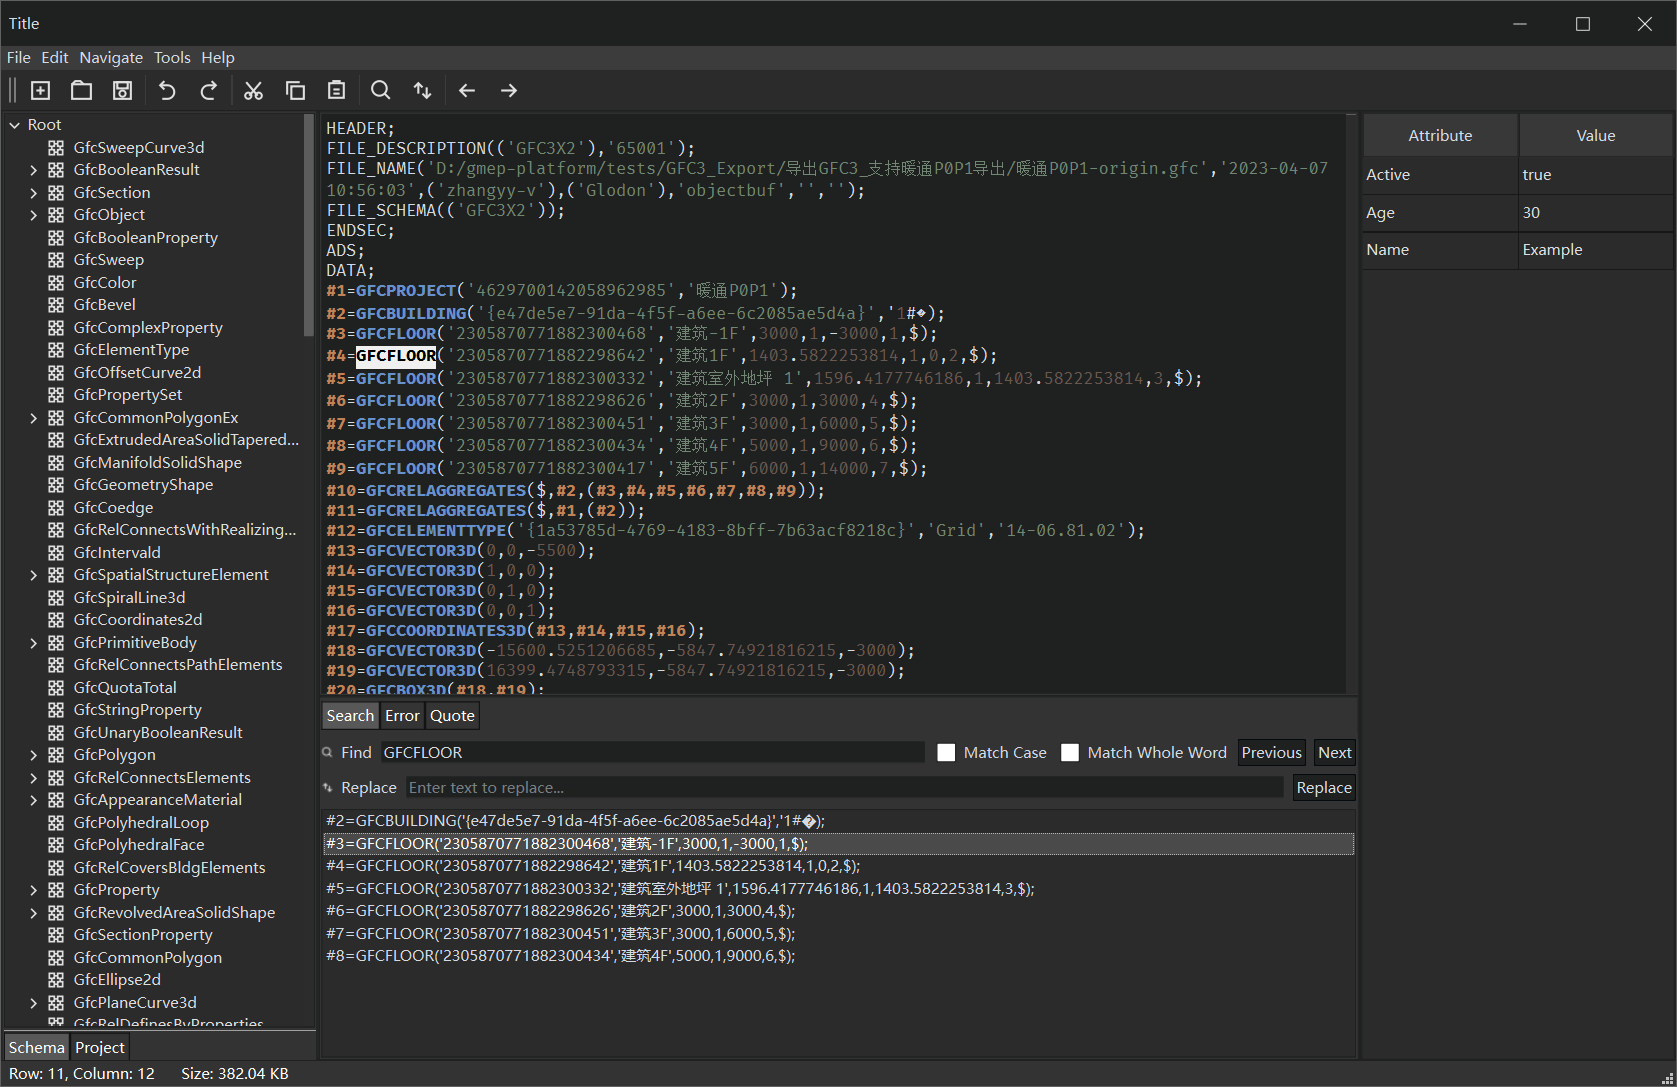 Title
File Edit Navigate Tools Help
Root
GfcSweepCurve3d
GfcBooleanResult
GfcSection
GfcObject
GfcBooleanProperty
GfcSweep
GfcColor
GfcBevel
GfcComplexProperty
GfcElementType
GfcOffsetCurve2d
GfcPropertySet
GfcCommonPolygonEx
GfcExtrudedAreaSolidTapered...
GfcManifoldSolidShape
GfcGeometryShape
GfcCoedge
GfcRelConnectsWithRealizing...
GfcIntervald
GfcSpatialStructureElement
GfcSpiralLine3d
GfcCoordinates2d
GfcPrimitiveBody
GfcRelConnectsPathElements
GfcQuotaTotal
GfcStringProperty
GfcUnaryBooleanResult
GfcPolygon
GfcRelConnectsElements
GfcAppearanceMaterial
GfcPolyhedralLoop
GfcPolyhedralFace
GfcRelCoversBldgElements
GfcProperty
GfcRevolvedAreaSolidShape
GfcSectionProperty
GfcCommonPolygon
GfcEllipse2d
GfcPlaneCurve3d
GfcRelDefinesByProperties
Schema Project
HEADER;
FILE_DESCRIPTION(('GFC3X2'),'65001');
FILE_NAME('D:/gmep-platform/tests/GFC3_Export/导出GFC3_支持暖通P0P1导出/暖通P0P1-origin.gfc','2023-04-07
10:56:03',('zhangyy-v'),('Glodon'),'objectbuf','','');
FILE_SCHEMA(('GFC3X2'));
ENDSEC;
ADS;
DATA;
#1=GFCPROJECT('4629700142058962985','暖通P0P1');
#2=GFCBUILDING('{e47de5e7-91da-4f5f-a6ee-6c2085ae5d4a}','1#�);
#3=GFCFLOOR('2305870771882300468','建筑-1F',3000,1,-3000,1,$);
#4=GFCFLOOR('2305870771882298642','建筑1F',1403.5822253814,1,0,2,$);
#5=GFCFLOOR('2305870771882300332','建筑室外地坪 1',1596.4177746186,1,1403.5822253814,3,$);
#6=GFCFLOOR('2305870771882298626','建筑2F',3000,1,3000,4,$);
#7=GFCFLOOR('2305870771882300451','建筑3F',3000,1,6000,5,$);
#8=GFCFLOOR('2305870771882300434','建筑4F',5000,1,9000,6,$);
#9=GFCFLOOR('2305870771882300417','建筑5F',6000,1,14000,7,$);
#10=GFCRELAGGREGATES($,#2,(#3,#4,#5,#6,#7,#8,#9));
#11=GFCRELAGGREGATES($,#1,(#2));
#12=GFCELEMENTTYPE('{1a53785d-4769-4183-8bff-7b63acf8218c}','Grid','14-06.81.02');
#13=GFCVECTOR3D(0,0,-5500);
#14=GFCVECTOR3D(1,0,0);
#15=GFCVECTOR3D(0,1,0);
#16=GFCVECTOR3D(0,0,1);
#17=GFCCOORDINATES3D(#13,#14,#15,#16);
#18=GFCVECTOR3D(-15600.5251206685,-5847.74921816215,-3000);
#19=GFCVECTOR3D(16399.4748793315,-5847.74921816215,-3000);
#20=GFCBOX3D(#18,#19);
Search Error Quote
Find GFCFLOOR Match Case Match Whole Word Previous Next
Replace Enter text to replace... Replace
#2=GFCBUILDING('{e47de5e7-91da-4f5f-a6ee-6c2085ae5d4a}','1#�);
#3=GFCFLOOR('2305870771882300468','建筑-1F',3000,1,-3000,1,$);
#4=GFCFLOOR('2305870771882298642','建筑1F',1403.5822253814,1,0,2,$);
#5=GFCFLOOR('2305870771882300332','建筑室外地坪 1',1596.4177746186,1,1403.5822253814,3,$);
#6=GFCFLOOR('2305870771882298626','建筑2F',3000,1,3000,4,$);
#7=GFCFLOOR('2305870771882300451','建筑3F',3000,1,6000,5,$);
#8=GFCFLOOR('2305870771882300434','建筑4F',5000,1,9000,6,$);
Attribute Value
Active true
Age 30
Name Example
Row: 11, Column: 12 Size: 382.04 KB